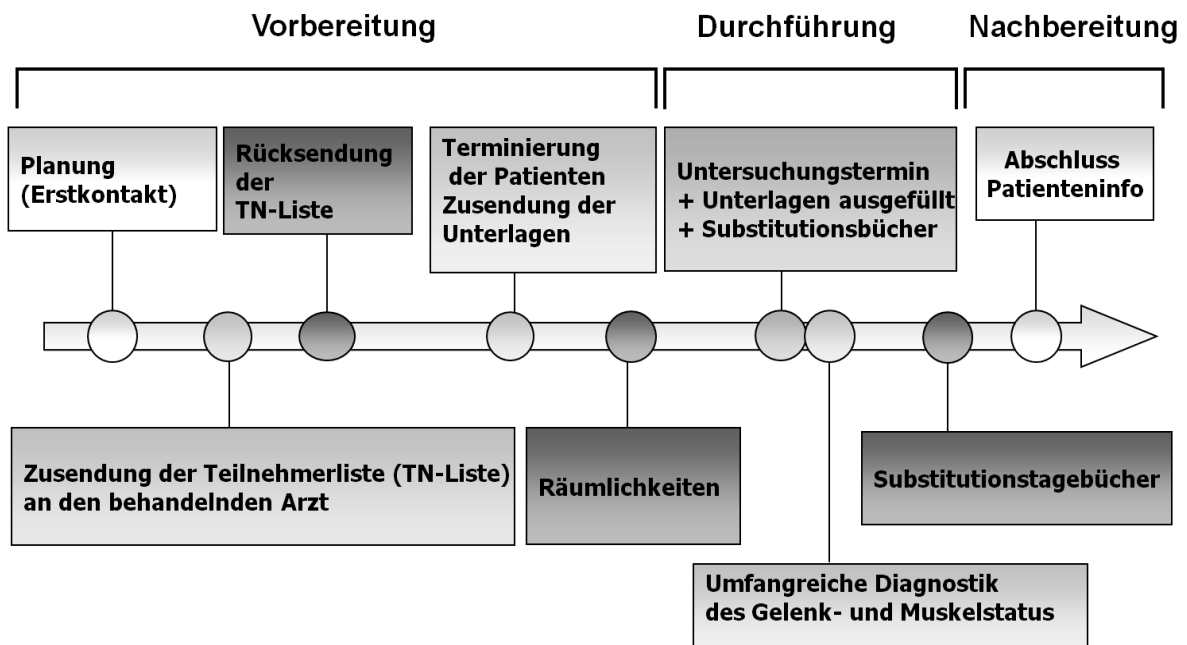 Vorbereitung
Durchführung
Nachbereitung
Planung
(Erstkontakt)
Rücksendung
der
TN-Liste
Terminierung
der Patienten
Zusendung der
Unterlagen
Untersuchungstermin
+ Unterlagen ausgefüllt
+ Substitutionsbücher
Abschluss
Patienteninfo
Zusendung der Teilnehmerliste (TN-Liste)
an den behandelnden Arzt
Räumlichkeiten
Substitutionstagebücher
Umfangreiche Diagnostik
des Gelenk- und Muskelstatus